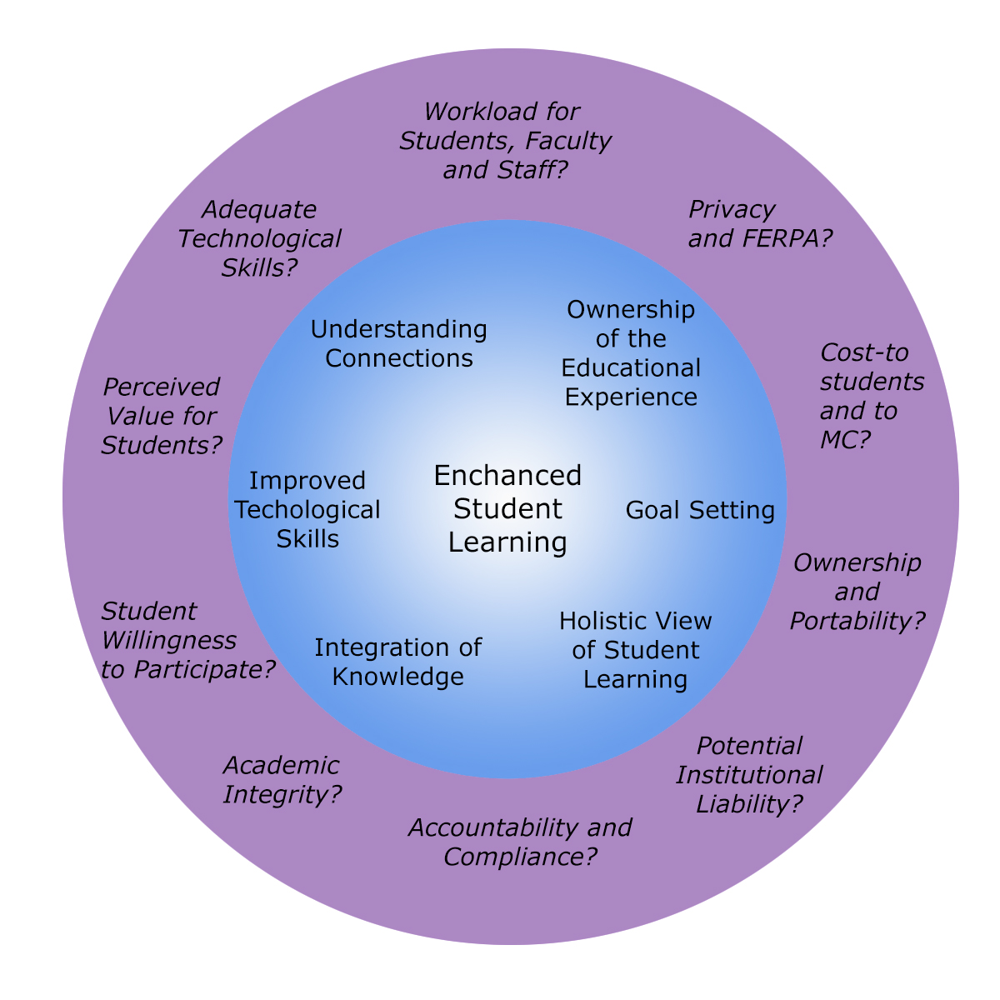 Workload for
Students, Faculty
and Staff?
Privacy
and FERPA?
Cost-to
students
and to
MC?
Ownership
and
Portability?
Potential
Institutional
Liability?
Accountability and
Compliance?
Academic
Integrity?
Student
Willingness
to Participate?
Perceived
Value for
Students?
Adequate
Technological
Skills?
Understanding
Connections
Ownership
of the
Educational
Experience
Goal Setting
Holistic View
of Student
Learning
Integration of
Knowledge
Improved
Techological
Skills
Enchanced
Student
Learning